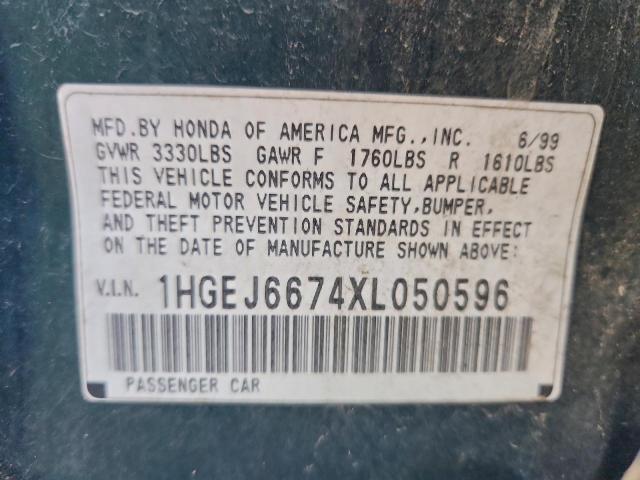 MFD.BY HONDA OF AMERICA MFG.,INC. 6/99
GVWR 3330LBS GAWR F 1760LBS R 1610LBS
THIS VEHICLE CONFORMS TO ALL APPLICABLE
FEDERAL MOTOR VEHICLE SAFETY,BUMPER,
AND THEFT PREVENTION STANDARDS IN EFFECT
ON THE DATE OF MANUFACTURE SHOWN ABOVE:
V.I.N. 1HGEJ6674XL050596
PASSENGER CAR